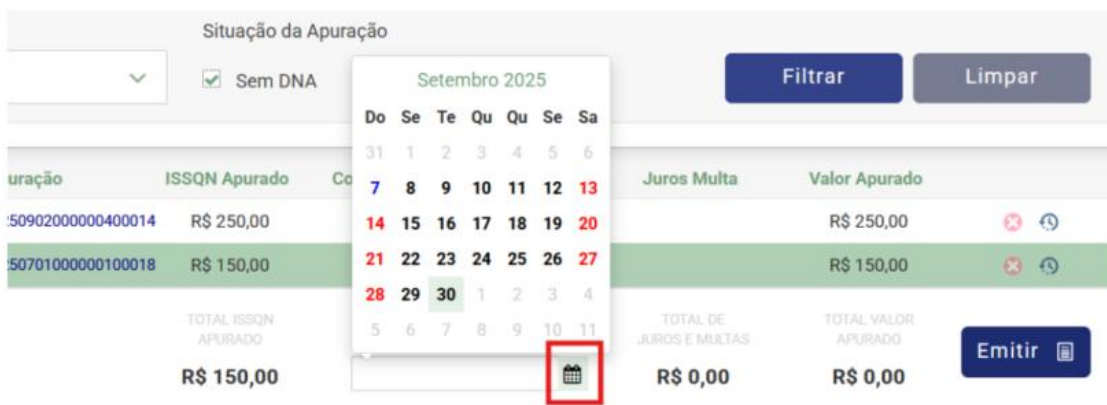 Situação da Apuração
Sem DNA
Filtrar
Limpar
Setembro 2025
Do Se Te Qu Qu Se Sa
31 1 2 3 4 5 6
7 8 9 10 11 12 13
14 15 16 17 18 19 20
21 22 23 24 25 26 27
28 29 30 1 2 3 4
5 6 7 8 9 10 11
uração ISSQN Apurado Co Juros Multa Valor Apurado
250902000000400014 R$ 250,00 R$ 250,00
250701000000100018 R$ 150,00 R$ 150,00
TOTAL ISSQN APURADO
R$ 150,00
TOTAL DE JUROS E MULTAS
R$ 0,00
TOTAL VALOR APURADO
R$ 0,00
Emitir